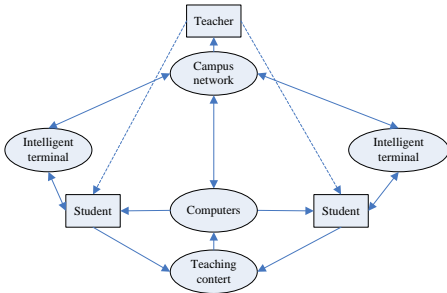 Teacher
Campus
network
Intelligent
terminal
Intelligent
terminal
Student
Computers
Student
Teaching
contert